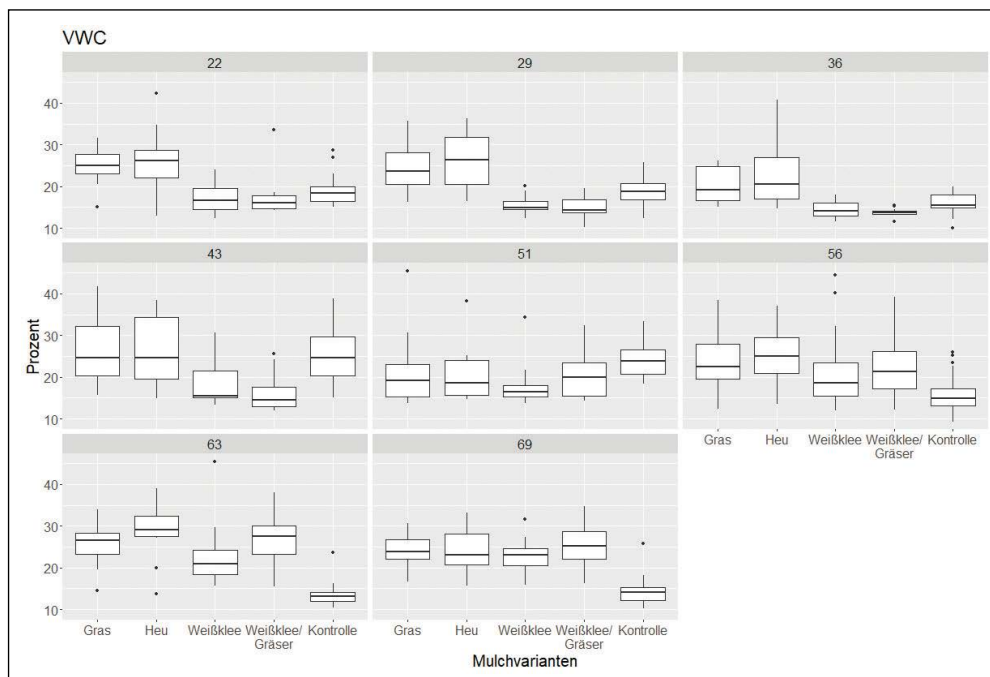 VWC
22 29 36
40
30
20
10
43 51 56
Prozent
40
30
20
10
Gras Heu Weißklee Weißklee/ Kontrolle
Gräser
63 69
40
30
20
10
Gras Heu Weißklee Weißklee/ Kontrolle Gras Heu Weißklee Weißklee/ Kontrolle
Gräser Gräser
Mulchvarianten